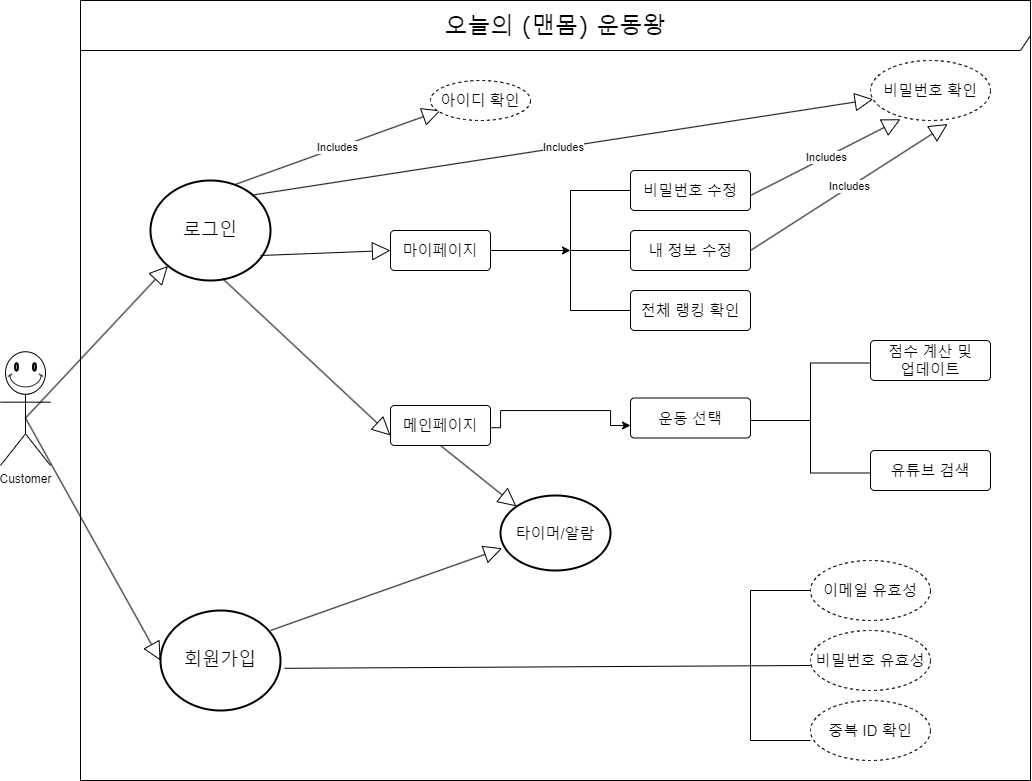 오늘의 (맨몸) 운동왕
아이디 확인
비밀번호 확인
Includes
Includes
Includes
Includes
로그인
마이페이지
비밀번호 수정
내 정보 수정
전체 랭킹 확인
점수 계산 및
업데이트
메인페이지
운동 선택
유튜브 검색
Customer
타이머/알람
회원가입
이메일 유효성
비밀번호 유효성
중복 ID 확인